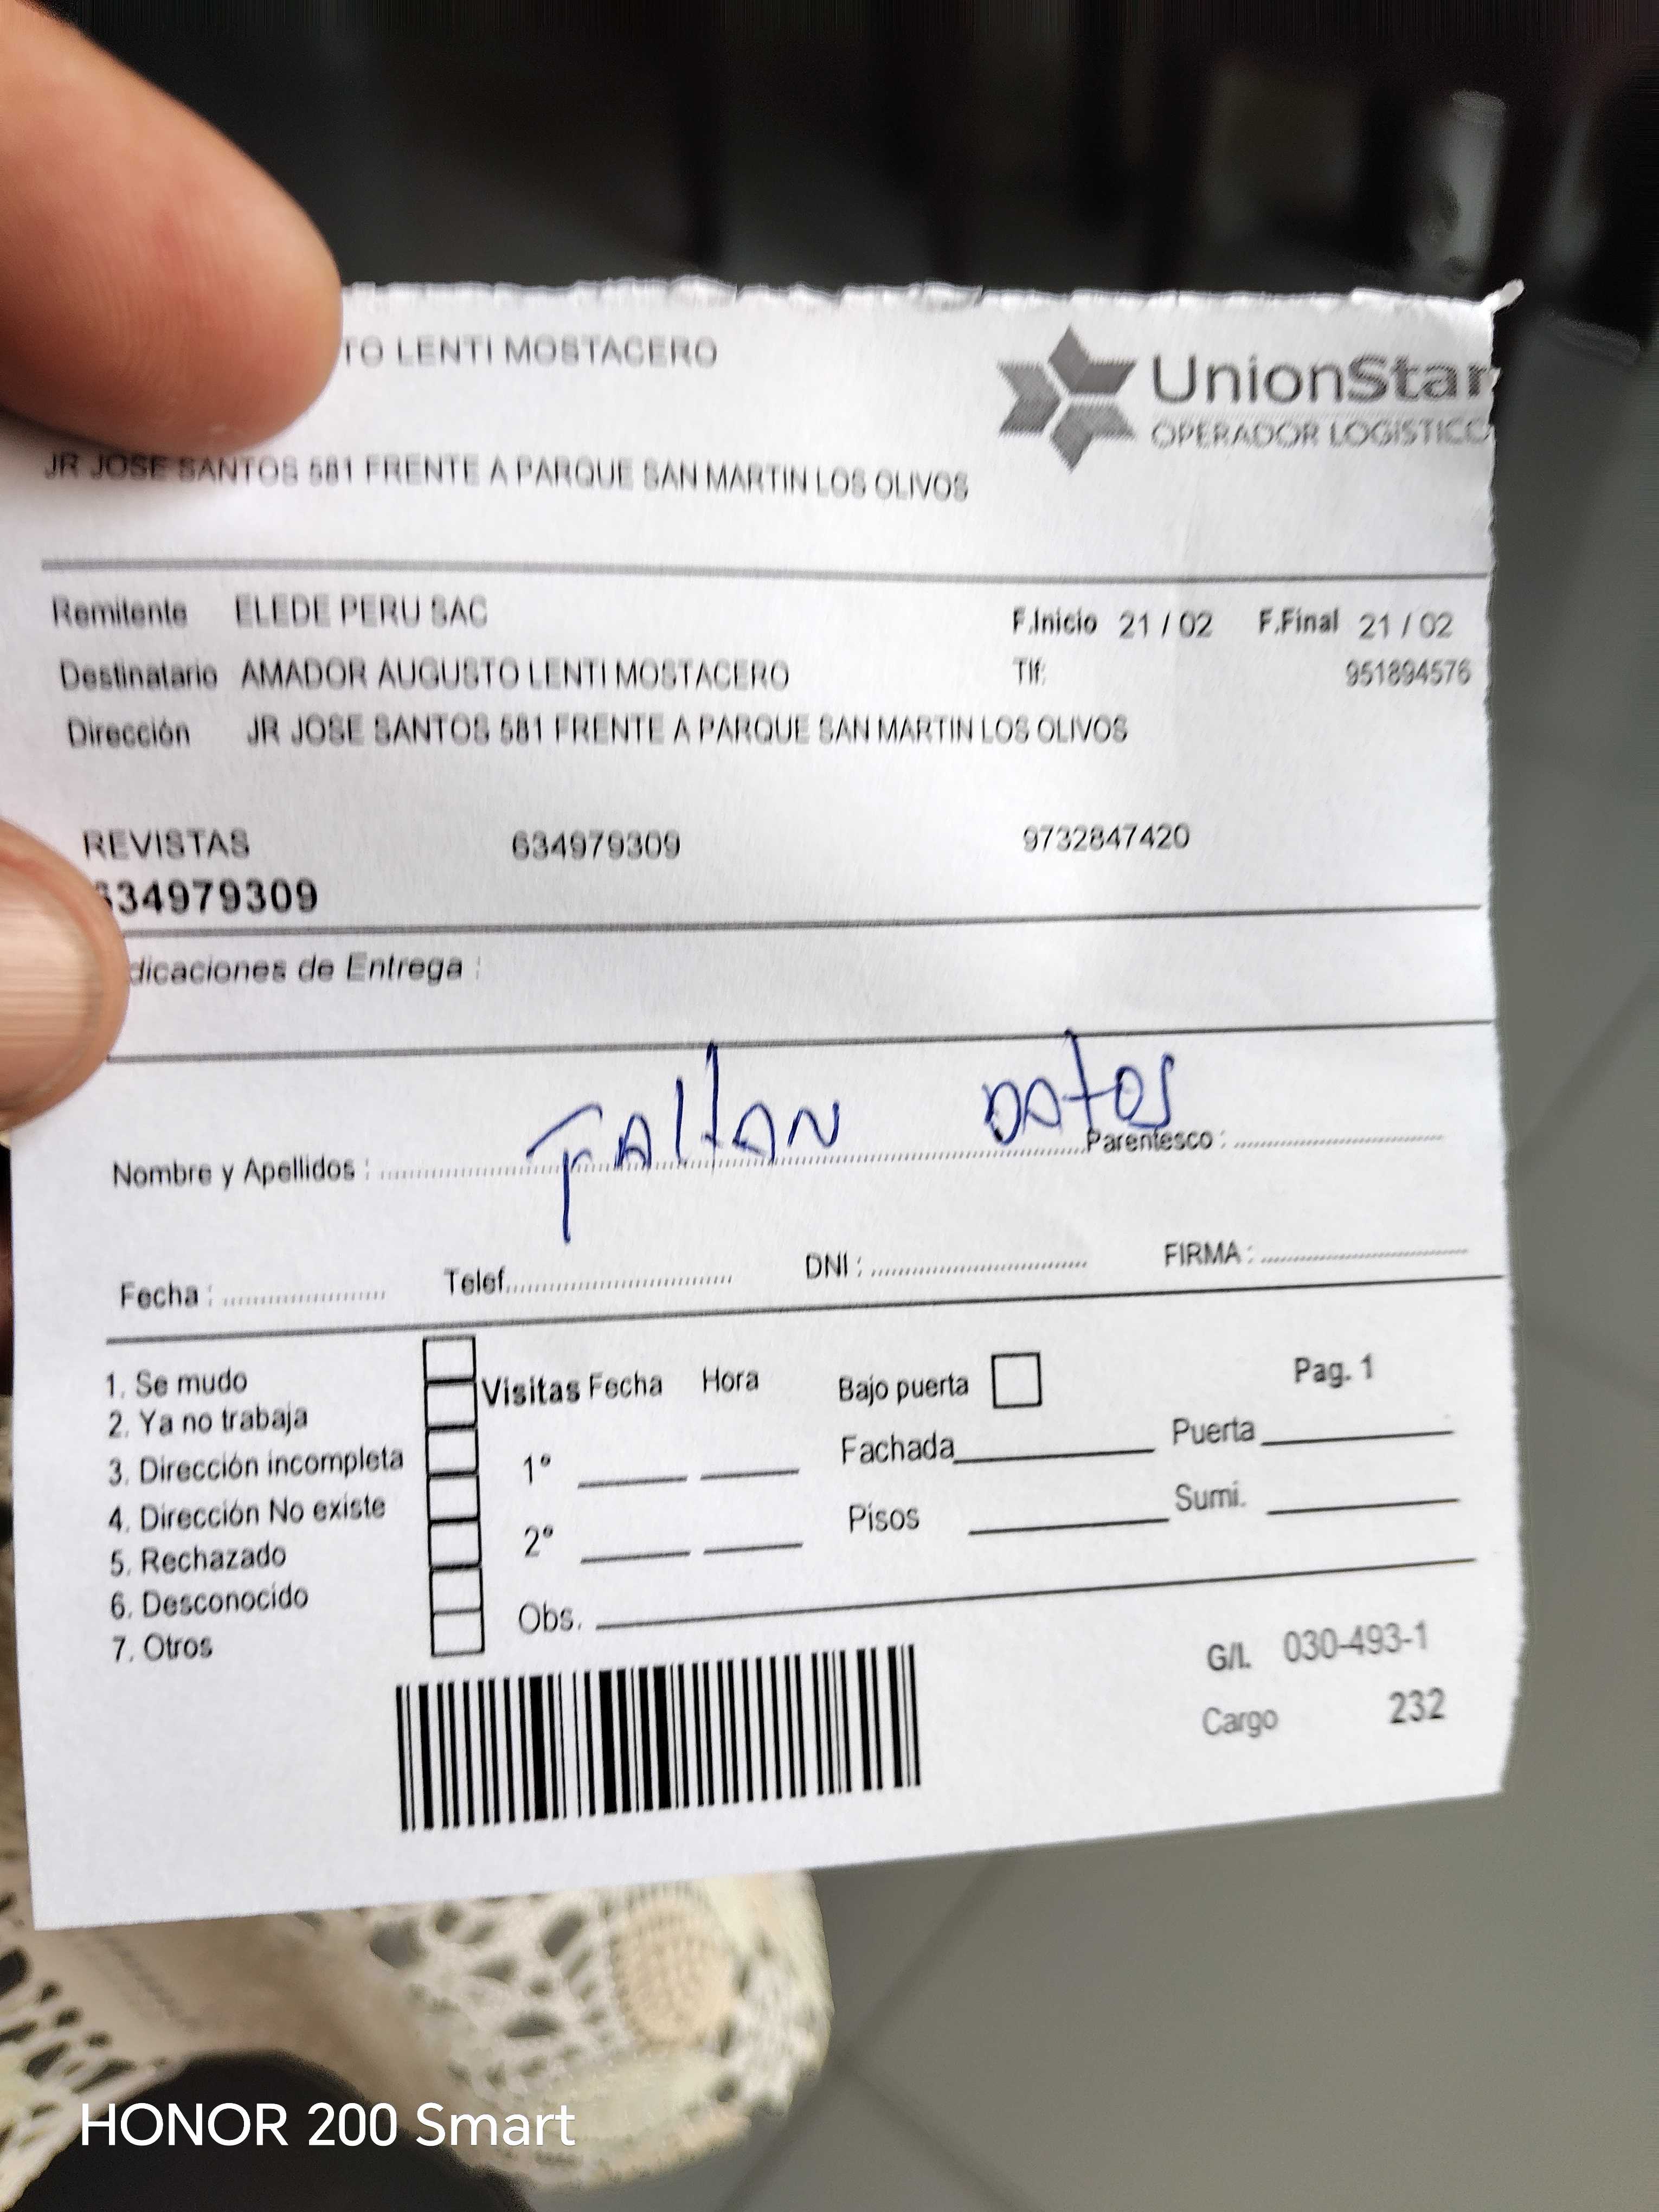 TO LENTI MOSTACERO
UnionStar
OPERADOR LOGISTICO
JR JOSE SANTOS 581 FRENTE A PARQUE SAN MARTIN LOS OLIVOS
Remitente ELEDE PERU SAC F.Inicio 21 / 02 F.Final 21 / 02
Destinatario AMADOR AUGUSTO LENTI MOSTACERO Tlf: 951894576
Dirección JR JOSE SANTOS 581 FRENTE A PARQUE SAN MARTIN LOS OLIVOS
REVISTAS 634979309 9732847420
634979309
dicaciones de Entrega :
FAltAN DAtos
Nombre y Apellidos : Parentesco :
Fecha : Telef. DNI : FIRMA :
1. Se mudo
2. Ya no trabaja
3. Dirección incompleta
4. Dirección No existe
5. Rechazado
6. Desconocido
7. Otros
Visitas Fecha Hora
1°
2°
Obs.
Bajo puerta Pag. 1
Fachada Puerta
Pisos Sumi.
G/I. 030-493-1
Cargo 232
HONOR 200 Smart